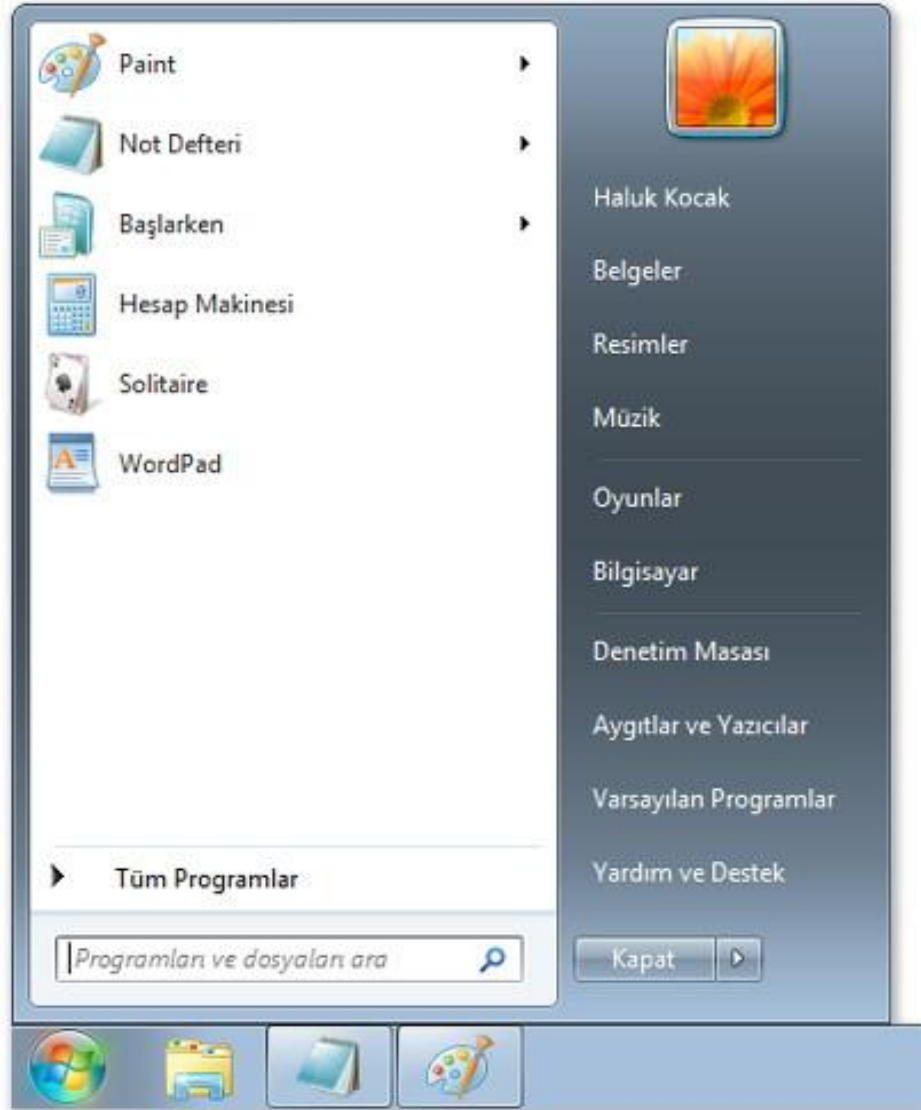 Paint
Not Defteri
Başlarken
Hesap Makinesi
Solitaire
WordPad
Tüm Programlar
Programları ve dosyaları ara
Haluk Kocak
Belgeler
Resimler
Müzik
Oyunlar
Bilgisayar
Denetim Masası
Aygıtlar ve Yazıcılar
Varsayılan Programlar
Yardım ve Destek
Kapat